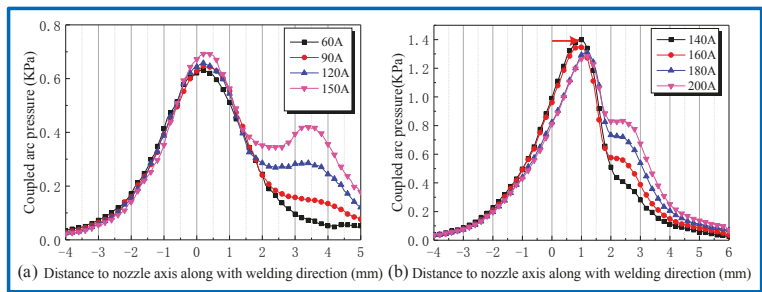 0.8
0.6
0.4
0.2
0.0
Coupled arc pressure (KPa)
60A
90A
120A
150A
−4 −3 −2 −1 0 1 2 3 4 5
(a) Distance to nozzle axis along with welding direction (mm)
1.4
1.2
1.0
0.8
0.6
0.4
0.2
0.0
Coupled arc pressure(KPa)
140A
160A
180A
200A
−4 −3 −2 −1 0 1 2 3 4 5 6
(b) Distance to nozzle axis along with welding direction (mm)